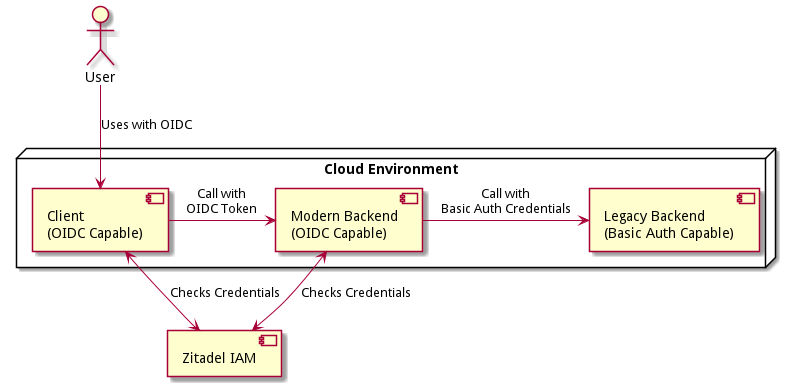 User
Uses with OIDC
Cloud Environment
Client
(OIDC Capable)
Call with
OIDC Token
Modern Backend
(OIDC Capable)
Call with
Basic Auth Credentials
Legacy Backend
(Basic Auth Capable)
Checks Credentials
Checks Credentials
Zitadel IAM